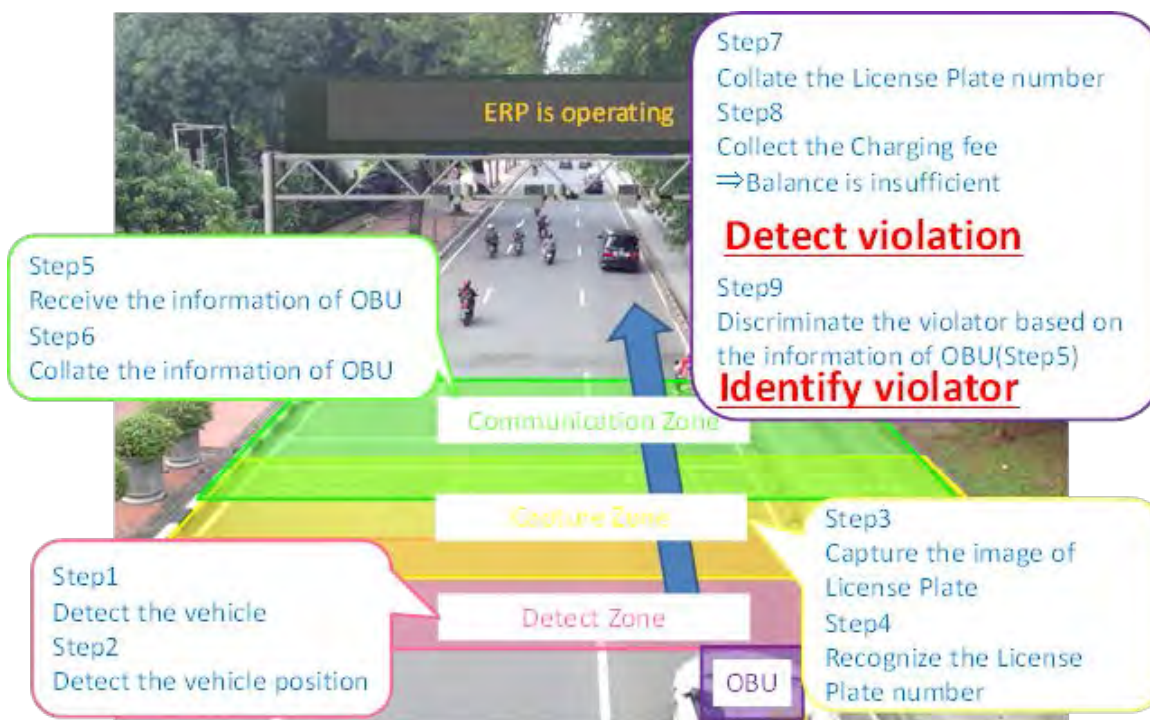 ERP is operating
Step7
Collate the License Plate number
Step8
Collect the Charging fee
⇒Balance is insufficient
Detect violation
Step9
Discriminate the violator based on
the information of OBU(Step5)
Identify violator
Step5
Receive the information of OBU
Step6
Collate the information of OBU
Communication Zone
Capture Zone
Step3
Capture the image of
License Plate
Step4
Recognize the License
Plate number
Step1
Detect the vehicle
Step2
Detect the vehicle position
Detect Zone
OBU